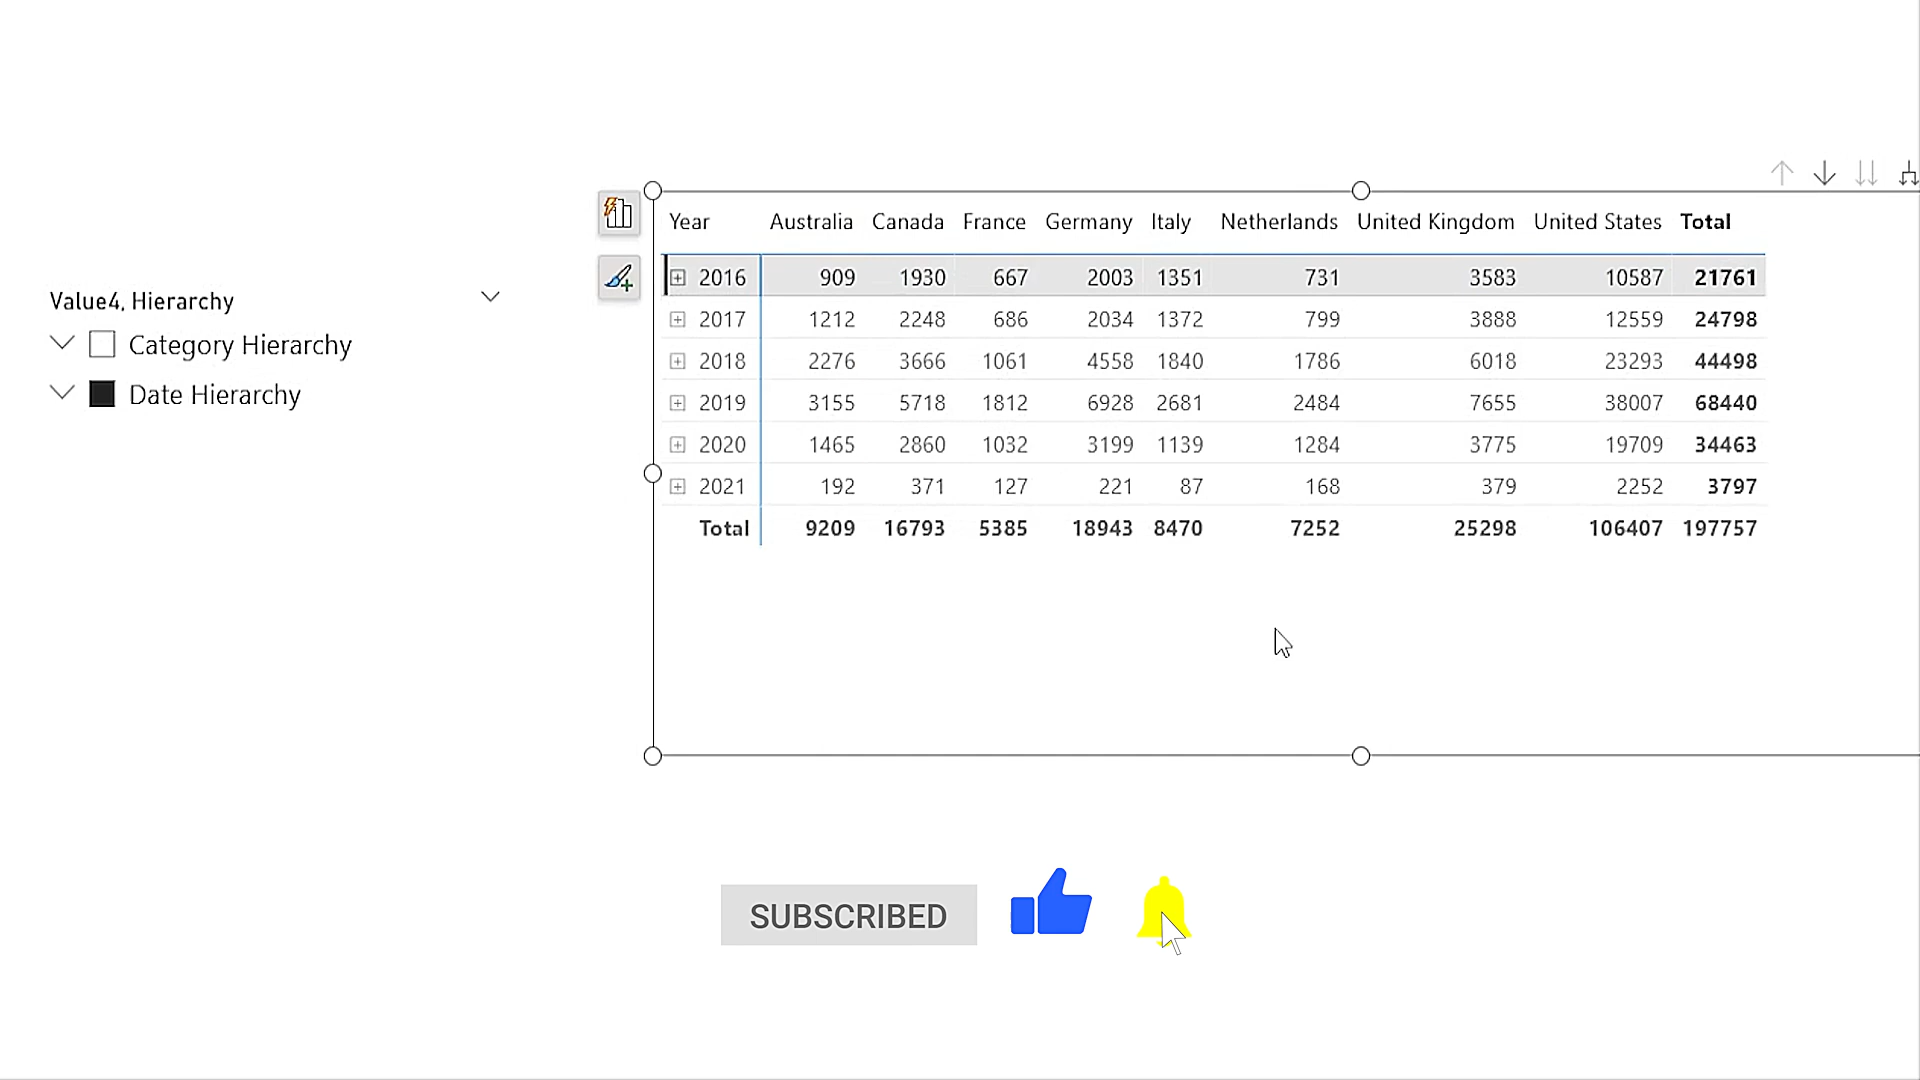 Value4, Hierarchy
Category Hierarchy
Date Hierarchy
Year Australia Canada France Germany Italy Netherlands United Kingdom United States Total
2016 909 1930 667 2003 1351 731 3583 10587 21761
2017 1212 2248 686 2034 1372 799 3888 12559 24798
2018 2276 3666 1061 4558 1840 1786 6018 23293 44498
2019 3155 5718 1812 6928 2681 2484 7655 38007 68440
2020 1465 2860 1032 3199 1139 1284 3775 19709 34463
2021 192 371 127 221 87 168 379 2252 3797
Total 9209 16793 5385 18943 8470 7252 25298 106407 197757
SUBSCRIBED